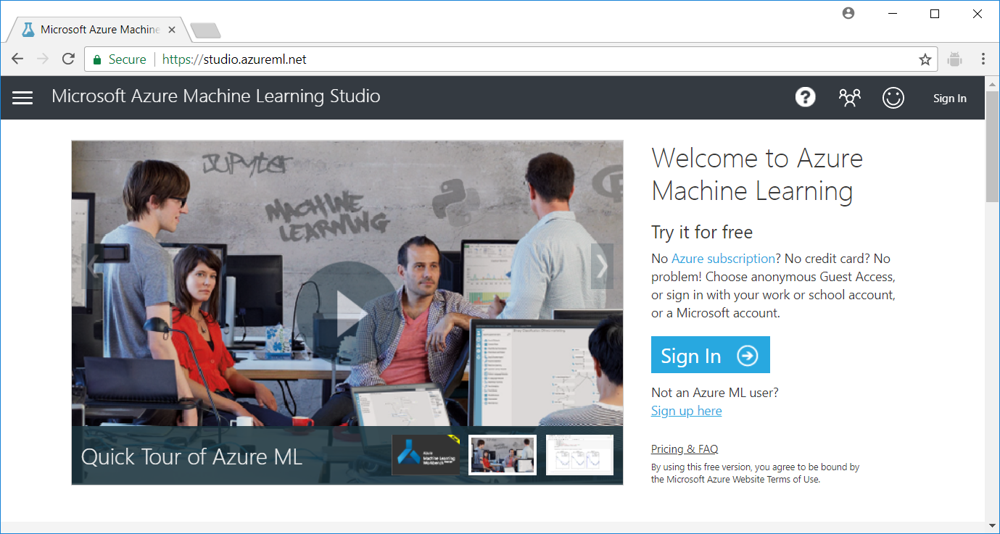 Microsoft Azure Machine
Secure
https://studio.azureml.net
Microsoft Azure Machine Learning Studio
?
Sign In
JUPYTER
MACHINE
LEARNING
R
Welcome to Azure
Machine Learning
Try it for free
No Azure subscription? No credit card? No
problem! Choose anonymous Guest Access,
or sign in with your work or school account,
or a Microsoft account.
Sign In
Not an Azure ML user?
Sign up here
Quick Tour of Azure ML
Azure
Machine Learning
Workbench
Pricing & FAQ
By using this free version, you agree to be bound by
the Microsoft Azure Website Terms of Use.